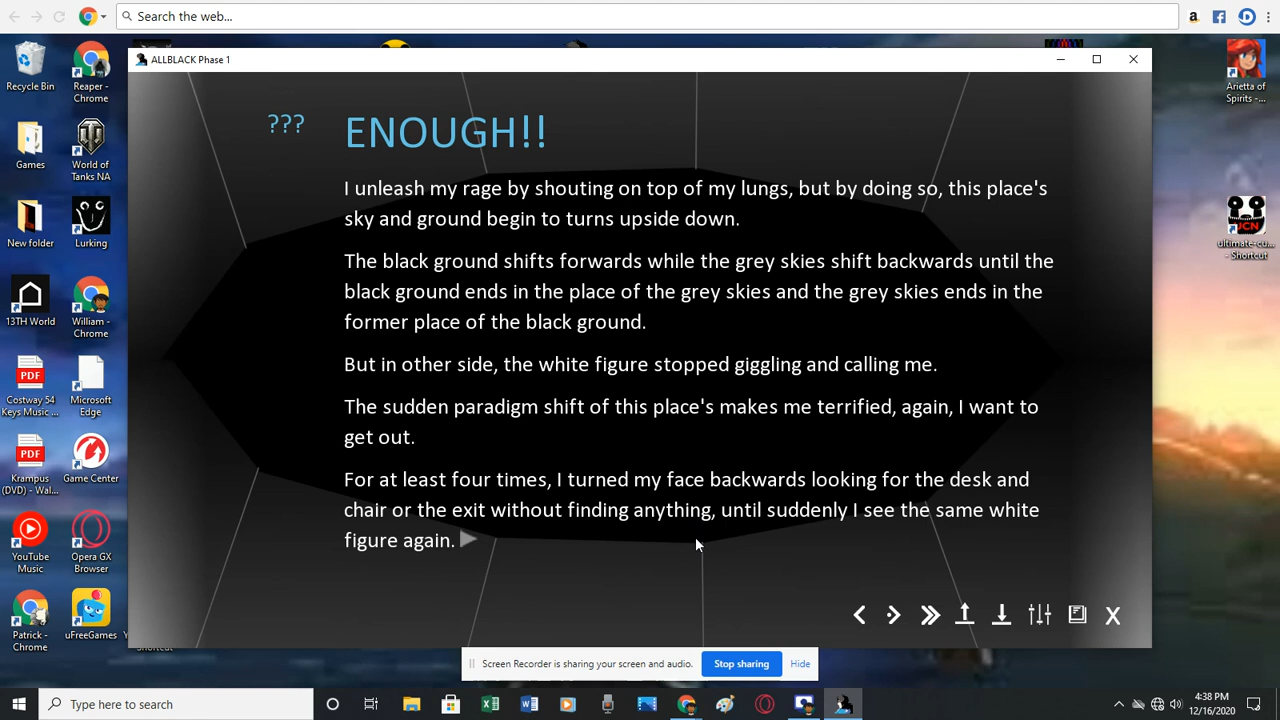 Search the web...
ALLBLACK Phase 1
???
ENOUGH!!
I unleash my rage by shouting on top of my lungs, but by doing so, this place's
sky and ground begin to turns upside down.
The black ground shifts forwards while the grey skies shift backwards until the
black ground ends in the place of the grey skies and the grey skies ends in the
former place of the black ground.
But in other side, the white figure stopped giggling and calling me.
The sudden paradigm shift of this place's makes me terrified, again, I want to
get out.
For at least four times, I turned my face backwards looking for the desk and
chair or the exit without finding anything, until suddenly I see the same white
figure again.
Recycle Bin
Reaper -
Chrome
Games
World of
Tanks NA
New folder
Lurking
13TH World
William -
Chrome
PDF
Costway 54
Keys Music ...
Microsoft
Edge
PDF
Krampus
(DVD) - Wal...
Game Center
YouTube
Music
Opera GX
Browser
Patrick -
Chrome
uFreeGames
Shortcut
Arietta of
Spirits -...
UCN
ultimate-cu...
- Shortcut
Screen Recorder is sharing your screen and audio.
Stop sharing
Hide
Type here to search
4:38 PM
12/16/2020